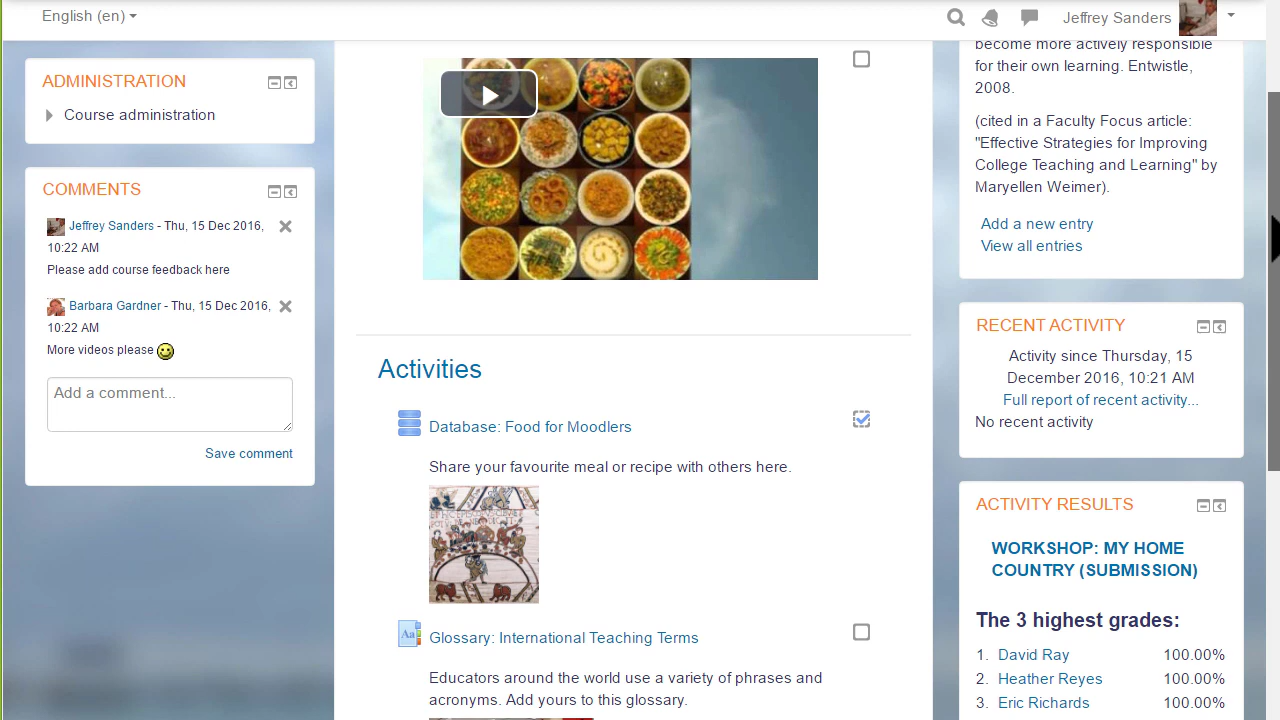 English (en)
Jeffrey Sanders
ADMINISTRATION
Course administration
COMMENTS
Jeffrey Sanders - Thu, 15 Dec 2016,
10:22 AM
Please add course feedback here
Barbara Gardner - Thu, 15 Dec 2016,
10:22 AM
More videos please
Add a comment...
Save comment
Activities
Database: Food for Moodlers
Share your favourite meal or recipe with others here.
Aa
Glossary: International Teaching Terms
Educators around the world use a variety of phrases and
acronyms. Add yours to this glossary.
become more actively responsible
for their own learning. Entwistle,
2008.
(cited in a Faculty Focus article:
"Effective Strategies for Improving
College Teaching and Learning" by
Maryellen Weimer).
Add a new entry
View all entries
RECENT ACTIVITY
Activity since Thursday, 15
December 2016, 10:21 AM
Full report of recent activity...
No recent activity
ACTIVITY RESULTS
WORKSHOP: MY HOME
COUNTRY (SUBMISSION)
The 3 highest grades:
1. David Ray 100.00%
2. Heather Reyes 100.00%
3. Eric Richards 100.00%